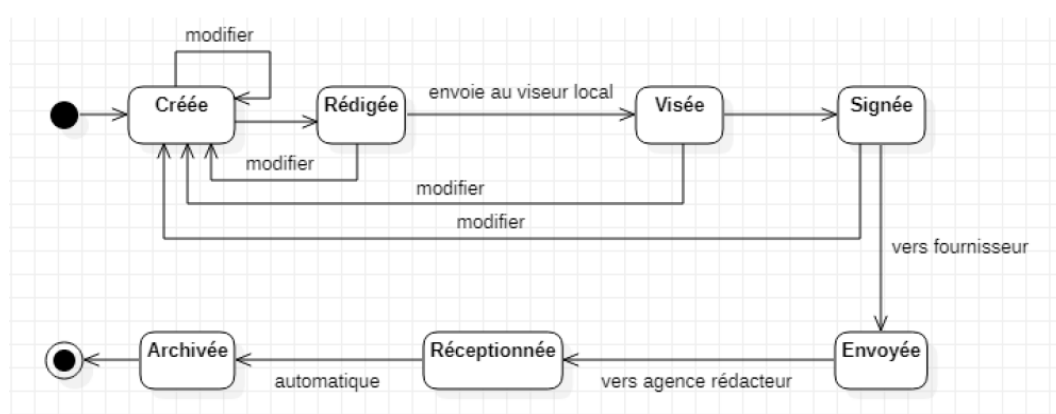 modifier
Créée
Rédigée
envoie au viseur local
Visée
Signée
modifier
modifier
modifier
vers fournisseur
Archivée
automatique
Réceptionnée
vers agence rédacteur
Envoyée